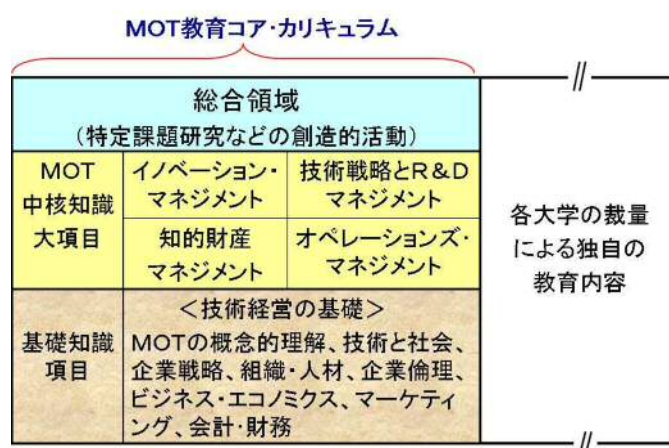 MOT教育コア・カリキュラム
総合領域
(特定課題研究などの創造的活動)
MOT
中核知識
大項目
イノベーション・
マネジメント
技術戦略とR&D
マネジメント
知的財産
マネジメント
オペレーションズ・
マネジメント
基礎知識
項目
<技術経営の基礎>
MOTの概念的理解、技術と社会、
企業戦略、組織・人材、企業倫理、
ビジネス・エコノミクス、マーケティ
ング、会計・財務
各大学の裁量
による独自の
教育内容